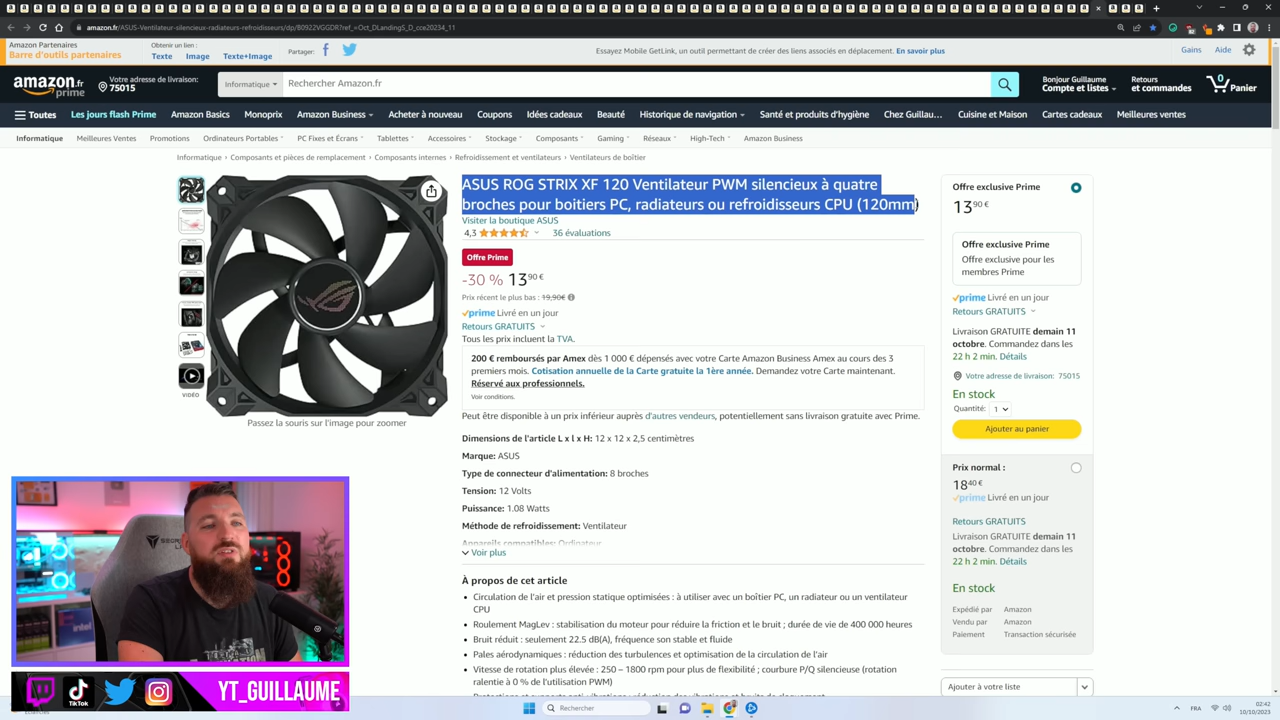 amazon.fr/ASUS-Ventilateur-silencieux-radiateurs-refroidisseurs/dp/B0922VGGDR?ref_=Oct_DLandingS_D_cce20234_11
Amazon Partenaires
Barre d'outils partenaires
Obtenir un lien :
Texte Image Texte+Image
Partager:
Essayez Mobile GetLink, un outil permettant de créer des liens associés en déplacement. En savoir plus
Gains Aide
amazon.fr
prime
Votre adresse de livraison:
75015
Informatique
Rechercher Amazon.fr
Bonjour Guillaume
Compte et listes
Retours
et commandes
0
Panier
Toutes Les jours flash Prime Amazon Basics Monoprix Amazon Business Acheter à nouveau Coupons Idées cadeaux Beauté Historique de navigation Santé et produits d'hygiène Chez Guillau… Cuisine et Maison Cartes cadeaux Meilleures ventes
Informatique Meilleures Ventes Promotions Ordinateurs Portables PC Fixes et Écrans Tablettes Accessoires Stockage Composants Gaming Réseaux High-Tech Amazon Business
Informatique › Composants et pièces de remplacement › Composants internes › Refroidissement et ventilateurs › Ventilateurs de boîtier
ASUS ROG STRIX XF 120 Ventilateur PWM silencieux à quatre
broches pour boitiers PC, radiateurs ou refroidisseurs CPU (120mm)
Visiter la boutique ASUS
4,3 36 évaluations
Offre Prime
-30 % 13,90 €
Prix récent le plus bas : 19,90€
prime Livré en un jour
Retours GRATUITS
Tous les prix incluent la TVA.
200 € remboursés par Amex dès 1 000 € dépensés avec votre Carte Amazon Business Amex au cours des 3
premiers mois. Cotisation annuelle de la Carte gratuite la 1ère année. Demandez votre Carte maintenant.
Réservé aux professionnels.
Voir conditions.
Peut être disponible à un prix inférieur auprès d'autres vendeurs, potentiellement sans livraison gratuite avec Prime.
Dimensions de l'article L x l x H: 12 x 12 x 2,5 centimètres
Marque: ASUS
Type de connecteur d'alimentation: 8 broches
Tension: 12 Volts
Puissance: 1.08 Watts
Méthode de refroidissement: Ventilateur
Appareils compatibles: Ordinateur
Voir plus
À propos de cet article
Circulation de l'air et pression statique optimisées : à utiliser avec un boîtier PC, un radiateur ou un ventilateur
CPU
Roulement MagLev : stabilisation du moteur pour réduire la friction et le bruit ; durée de vie de 400 000 heures
Bruit réduit : seulement 22.5 dB(A), fréquence son stable et fluide
Pales aérodynamiques : réduction des turbulences et optimisation de la circulation de l'air
Vitesse de rotation plus élevée : 250 – 1800 rpm pour plus de flexibilité ; courbure P/Q silencieuse (rotation
ralentie à 0 % de l'utilisation PWM)
VIDÉO
Passez la souris sur l'image pour zoomer
Offre exclusive Prime
13 90 €
Offre exclusive Prime
Offre exclusive pour les
membres Prime
prime Livré en un jour
Retours GRATUITS
Livraison GRATUITE demain 11
octobre. Commandez dans les
22 h 2 min. Détails
Votre adresse de livraison: 75015
En stock
Quantité: 1
Ajouter au panier
Prix normal :
18 40 €
prime Livré en un jour
Retours GRATUITS
Livraison GRATUITE demain 11
octobre. Commandez dans les
22 h 2 min. Détails
En stock
Expédié par Amazon
Vendu par Amazon
Paiement Transaction sécurisée
Ajouter à votre liste
TikTok
YT_GUILLAUME
Rechercher
FRA
02:42
10/10/2023